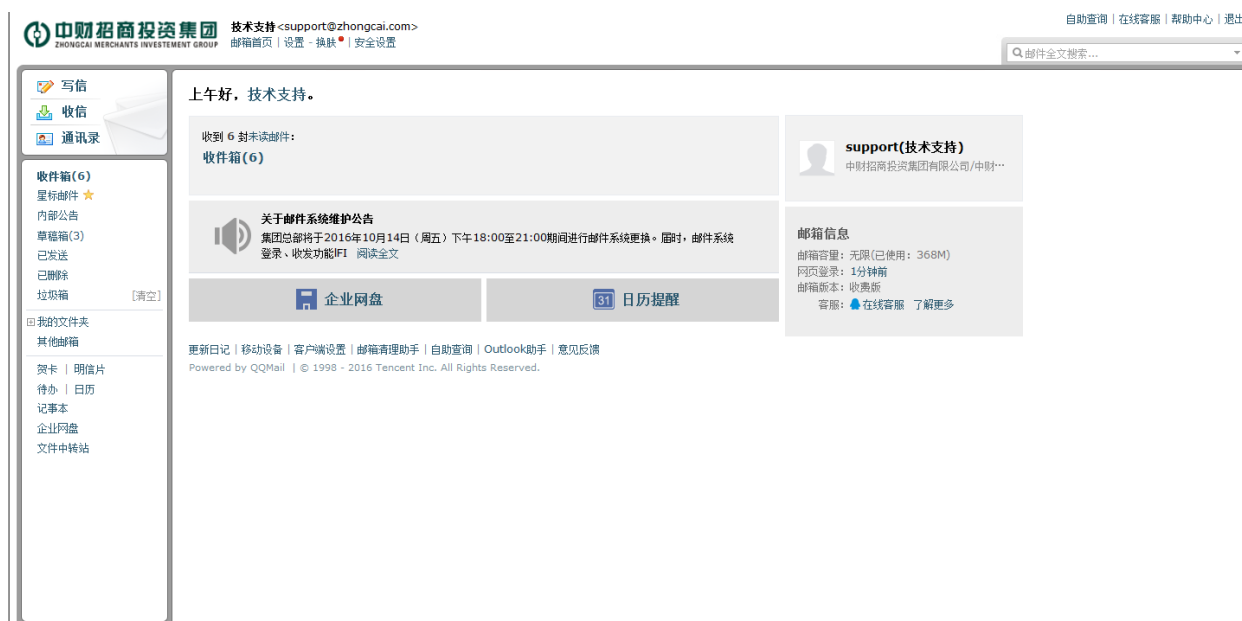 中财招商投资集团
ZHONGCAI MERCHANTS INVESTEMENT GROUP
技术支持<support@zhongcai.com>
邮箱首页 | 设置 - 换肤 | 安全设置
自助查询 | 在线客服 | 帮助中心 | 退出
邮件全文搜索...
写信
收信
通讯录
收件箱(6)
星标邮件
内部公告
草稿箱(3)
已发送
已删除
垃圾箱 [清空]
我的文件夹
其他邮箱
贺卡 | 明信片
待办 | 日历
记事本
企业网盘
文件中转站
上午好，技术支持。
收到 6 封未读邮件：
收件箱(6)
关于邮件系统维护公告
集团总部将于2016年10月14日（周五）下午18:00至21:00期间进行邮件系统更换。届时，邮件系统
登录、收发功能 阅读全文
企业网盘
31 日历提醒
support(技术支持)
中财招商投资集团有限公司/中财…
邮箱信息
邮箱容量：无限(已使用：368M)
网页登录：1分钟前
邮箱版本：收费版
客服：在线客服 了解更多
更新日记 | 移动设备 | 客户端设置 | 邮箱清理助手 | 自助查询 | Outlook助手 | 意见反馈
Powered by QQMail | © 1998 - 2016 Tencent Inc. All Rights Reserved.